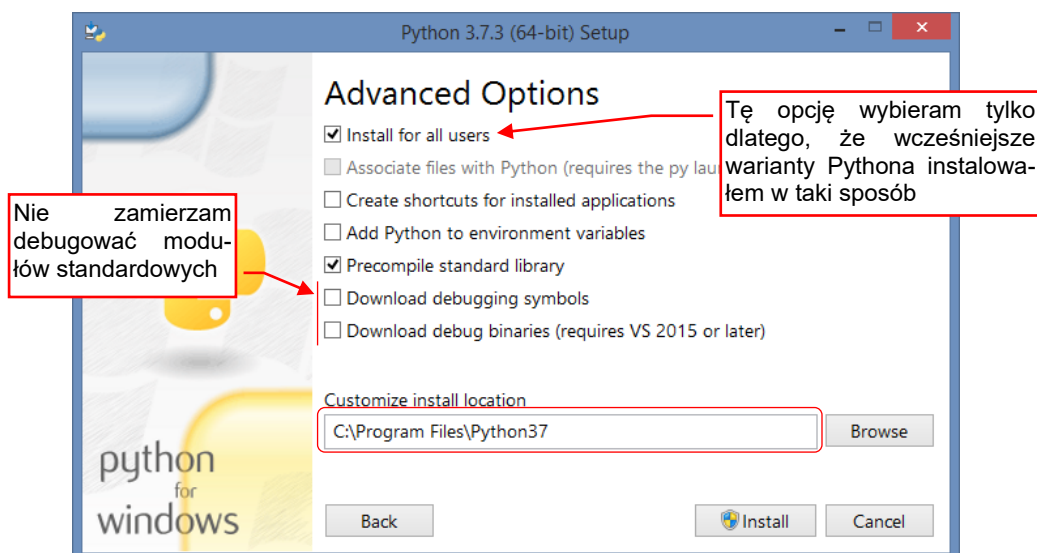 Python 3.7.3 (64-bit) Setup
Advanced Options
Install for all users
Tę opcję wybieram tylko
dlatego, że wcześniejsze
warianty Pythona instalowa-
łem w taki sposób
Associate files with Python (requires the py
Create shortcuts for installed applications
Nie zamierzam
debugować modu-
łów standardowych
Add Python to environment variables
Precompile standard library
Download debugging symbols
Download debug binaries (requires VS 2015 or later)
Customize install location
C:\Program Files\Python37
Browse
python
for
windows
Back
Install
Cancel